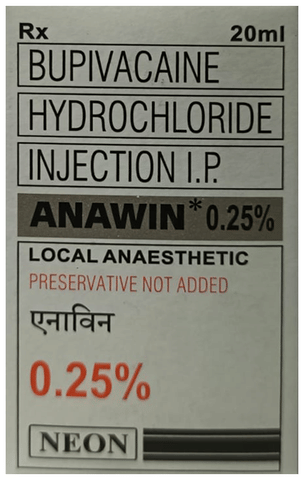 Rx 20ml
BUPIVACAINE
HYDROCHLORIDE
INJECTION I.P.
ANAWIN* 0.25%
LOCAL ANAESTHETIC
PRESERVATIVE NOT ADDED
एनाविन
0.25%
NEON